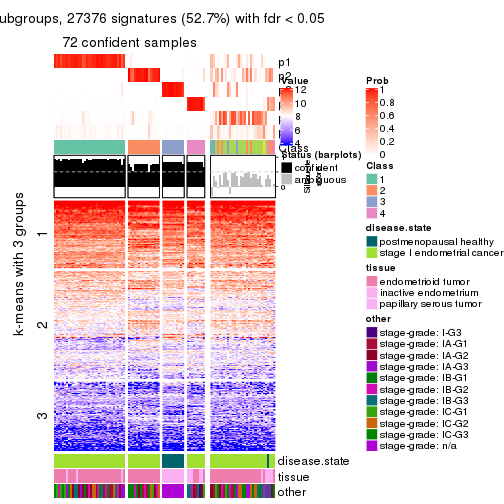 ubgroups, 27376 signatures (52.7%) with fdr < 0.05
72 confident samples
p1
p2
Class
Value
12
10
8
6
4
Prob
1
0.8
0.6
0.4
0.2
0
Status (barplots)
confident
ambiguous
0
Class
1
2
3
4
disease.state
postmenopausal healthy
stage I endometrial cancer
tissue
endometrioid tumor
inactive endometrium
papillary serous tumor
other
stage-grade: I-G3
stage-grade: IA-G1
stage-grade: IA-G2
stage-grade: IA-G3
stage-grade: IB-G1
stage-grade: IB-G2
stage-grade: IB-G3
stage-grade: IC-G1
stage-grade: IC-G2
stage-grade: IC-G3
stage-grade: n/a
k-means with 3 groups
1
2
3
disease.state
tissue
other